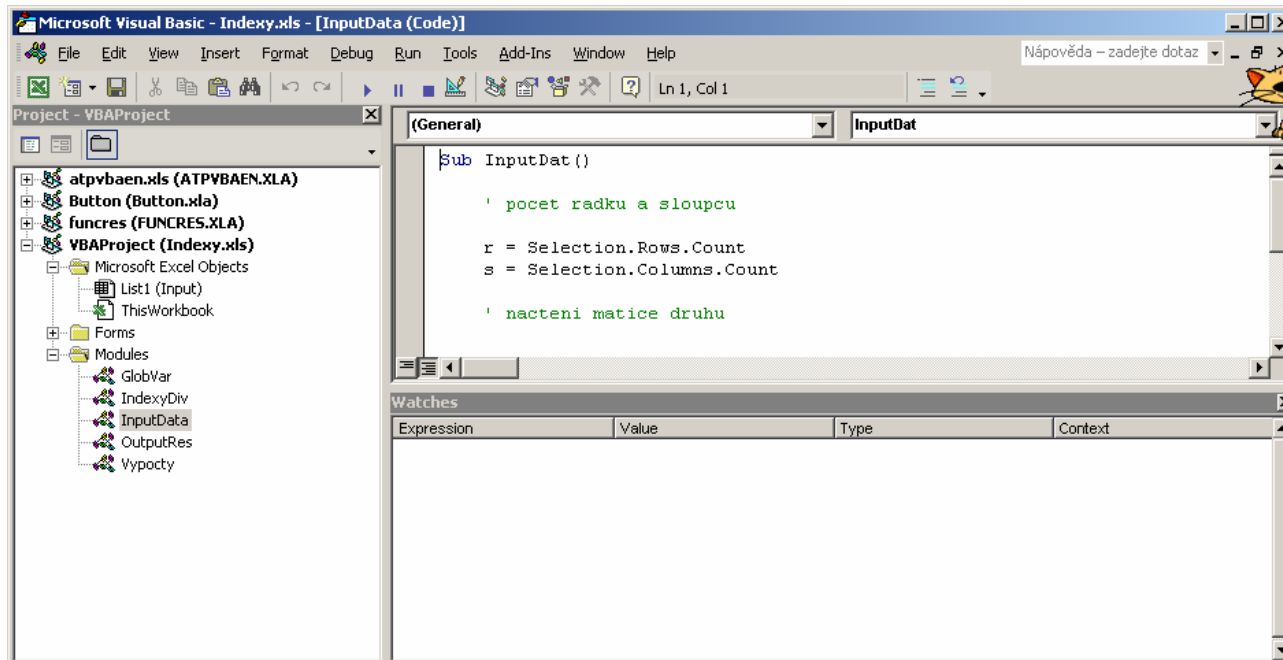 Microsoft Visual Basic - Indexy.xls - [InputData (Code)]
File Edit View Insert Format Debug Run Tools Add-Ins Window Help Nápověda – zadejte dotaz
Ln 1, Col 1
Project - VBAProject
(General) InputDat
atpvbaen.xls (ATPVBAEN.XLA)
Button (Button.xla)
funcres (FUNCRES.XLA)
VBAProject (Indexy.xls)
Microsoft Excel Objects
List1 (Input)
ThisWorkbook
Forms
Modules
GlobVar
IndexyDiv
InputData
OutputRes
Vypocty
Sub InputDat()
' pocet radku a sloupcu
r = Selection.Rows.Count
s = Selection.Columns.Count
' nacteni matice druhu
Watches
Expression Value Type Context